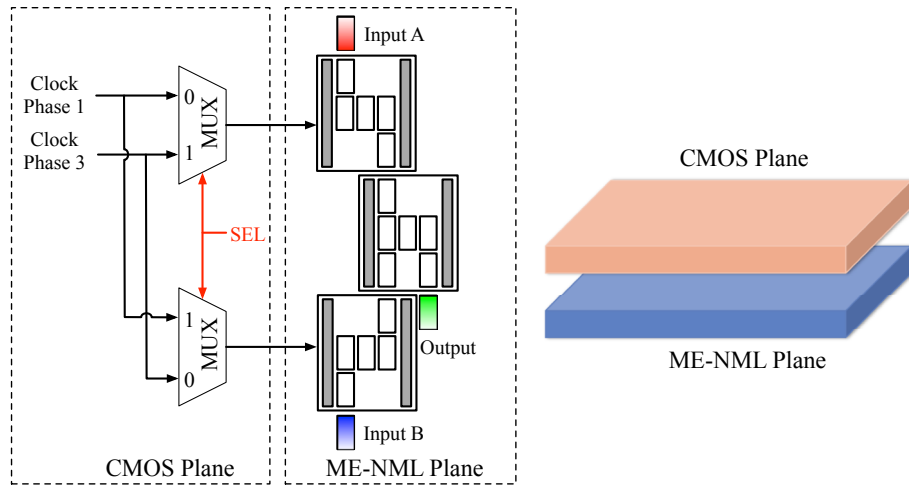 Input A
Clock
Phase 1
0
MUX
Clock
Phase 3
1
CMOS Plane
SEL
1
MUX
Output
0
Input B
ME-NML Plane
CMOS Plane
ME-NML Plane